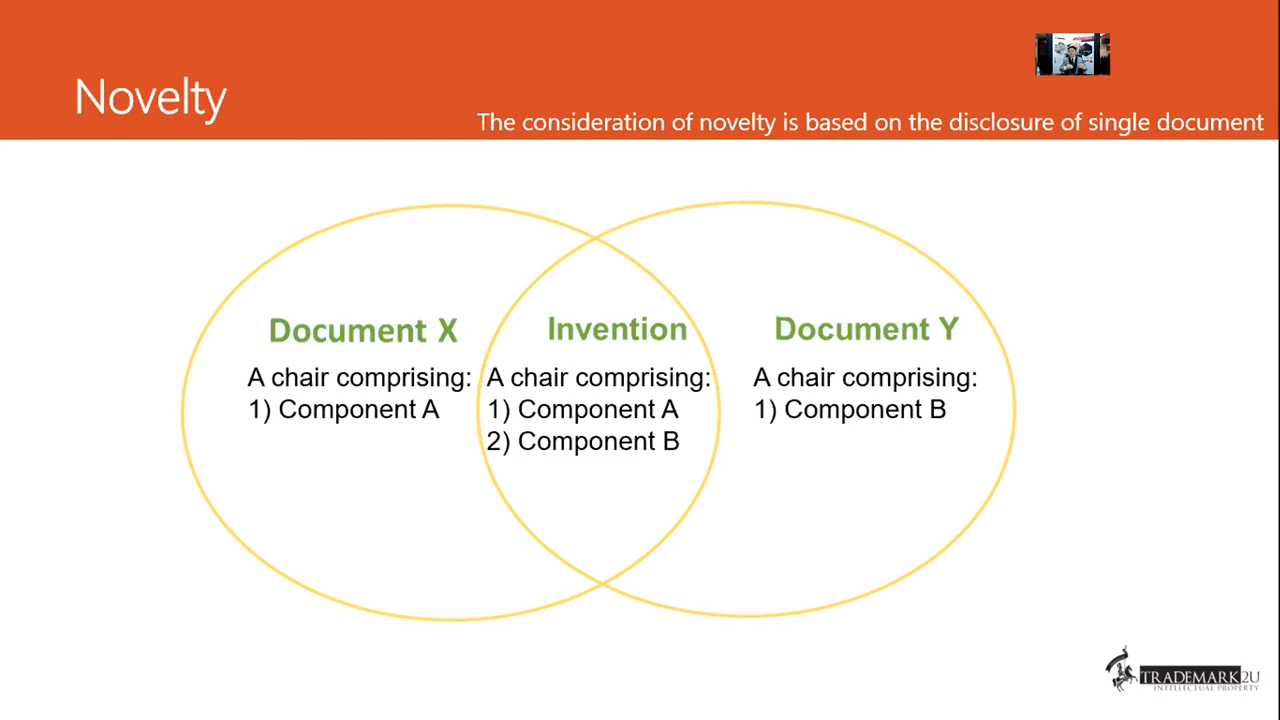 Novelty
The consideration of novelty is based on the disclosure of single document
Document X
A chair comprising:
1) Component A
Invention
A chair comprising:
1) Component A
2) Component B
Document Y
A chair comprising:
1) Component B
TRADEMARK2U
INTELLECTUAL PROPERTY